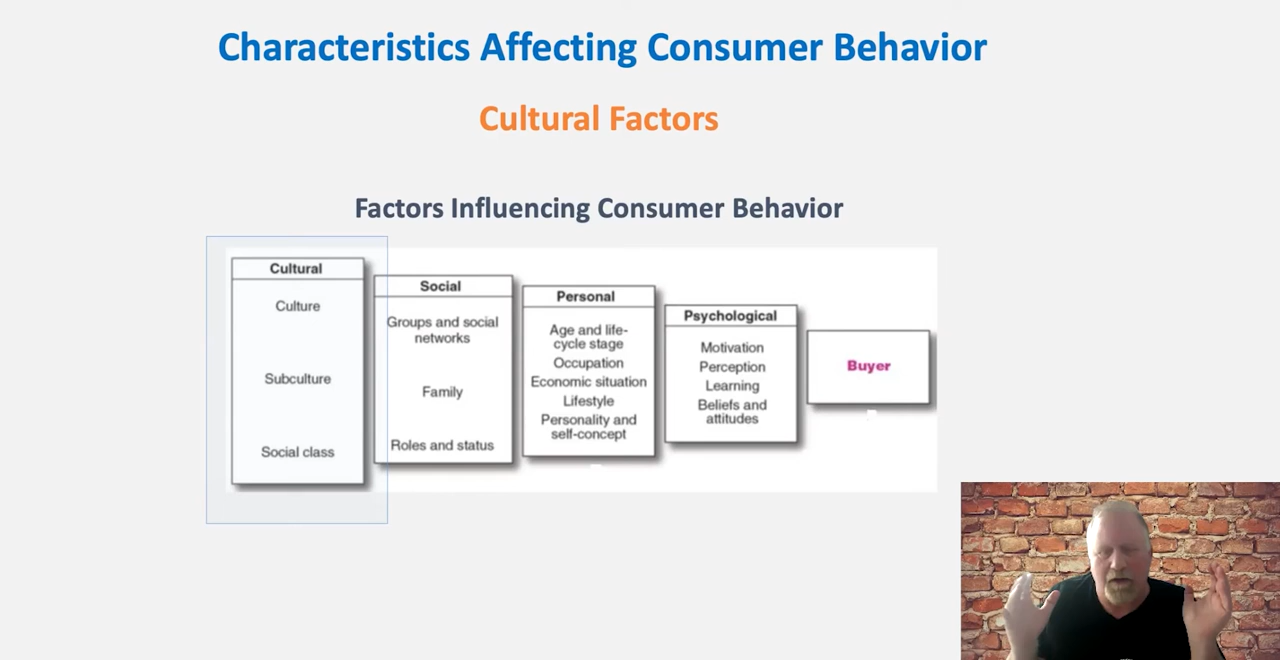 Characteristics Affecting Consumer Behavior
Cultural Factors
Factors Influencing Consumer Behavior
Cultural
Culture
Subculture
Social class
Social
Groups and social
networks
Family
Roles and status
Personal
Age and life-
cycle stage
Occupation
Economic situation
Lifestyle
Personality and
self-concept
Psychological
Motivation
Perception
Learning
Beliefs and
attitudes
Buyer